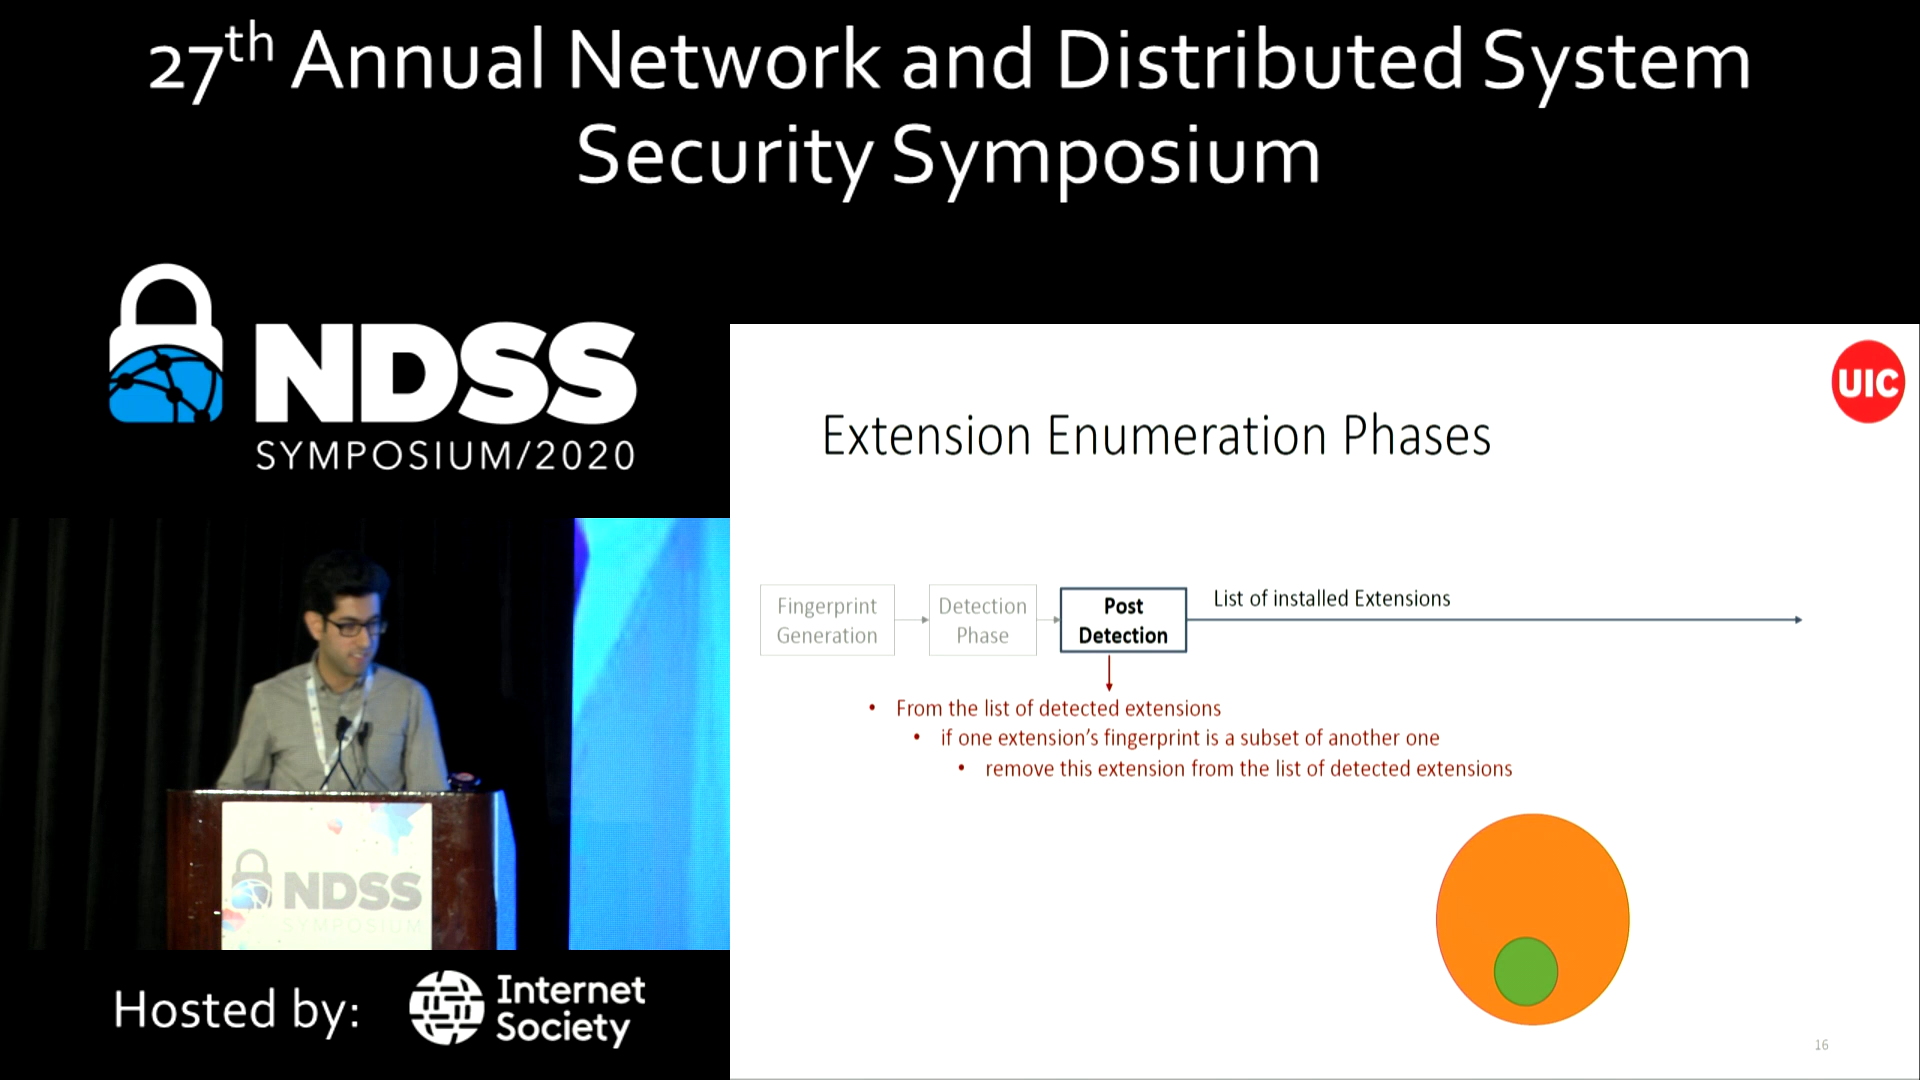 27th Annual Network and Distributed System
Security Symposium
NDSS
SYMPOSIUM/2020
UIC
Extension Enumeration Phases
Fingerprint
Generation
Detection
Phase
Post
Detection
List of installed Extensions
• From the list of detected extensions
• if one extension's fingerprint is a subset of another one
• remove this extension from the list of detected extensions
NDSS
SYMPOSIUM
Hosted by:
Internet
Society
16